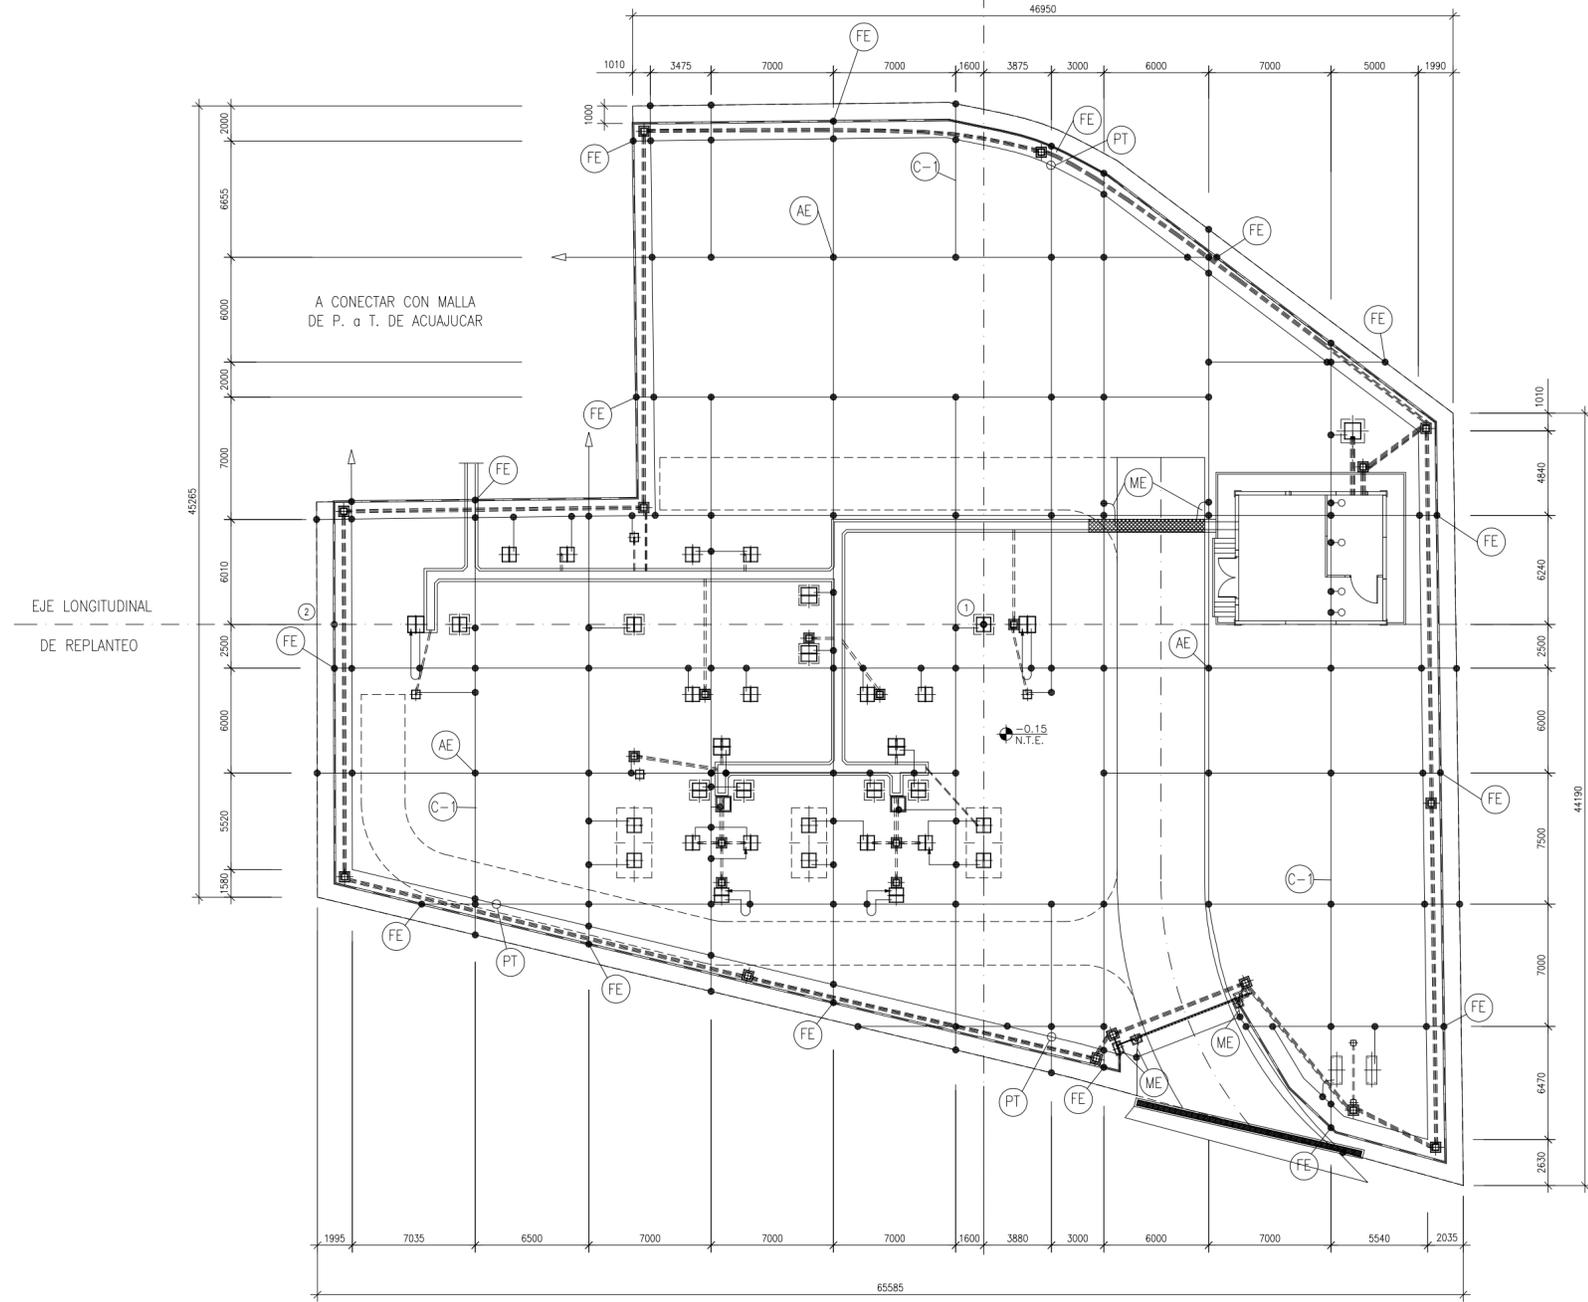 46950
1010 3475 7000 7000 1600 3875 3000 6000 7000 5000 1990
FE
1000
2000
FE
PT
FE
C-1
6655
AE
FE
A CONECTAR CON MALLA
DE P. a T. DE ACUAJUCAR
6000
FE
2000
FE
1010
7000
FE
ME
4840
45265
44190
FE
6010
6240
EJE LONGITUDINAL
2
1
DE REPLANTEO
FE
2500
AE
2500
-0.15
N.T.E.
6000
AE
6000
FE
C-1
5520
7500
C-1
1580
FE
PT
FE
7000
FE
FE
ME
PT
FE
ME
6470
FE
2630
1995 7035 6500 7000 7000 7000 1600 3880 3000 6000 7000 5540 2035
65585